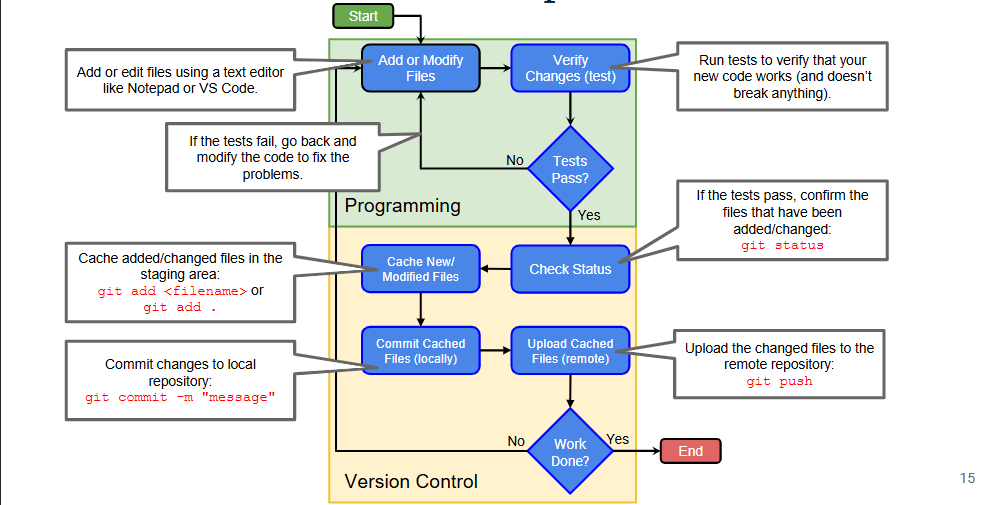 Start
Add or Modify
Files
Verify
Changes (test)
Add or edit files using a text editor
like Notepad or VS Code.
Run tests to verify that your
new code works (and doesn't
break anything).
If the tests fail, go back and
modify the code to fix the
problems.
No
Tests
Pass?
Yes
Programming
If the tests pass, confirm the
files that have been
added/changed:
git status
Cache added/changed files in the
staging area:
git add <filename> or
git add .
Cache New/
Modified Files
Check Status
Commit Cached
Files (locally)
Upload Cached
Files (remote)
Commit changes to local
repository:
git commit -m "message"
Upload the changed files to the
remote repository:
git push
No
Work
Done?
Yes
End
Version Control
15